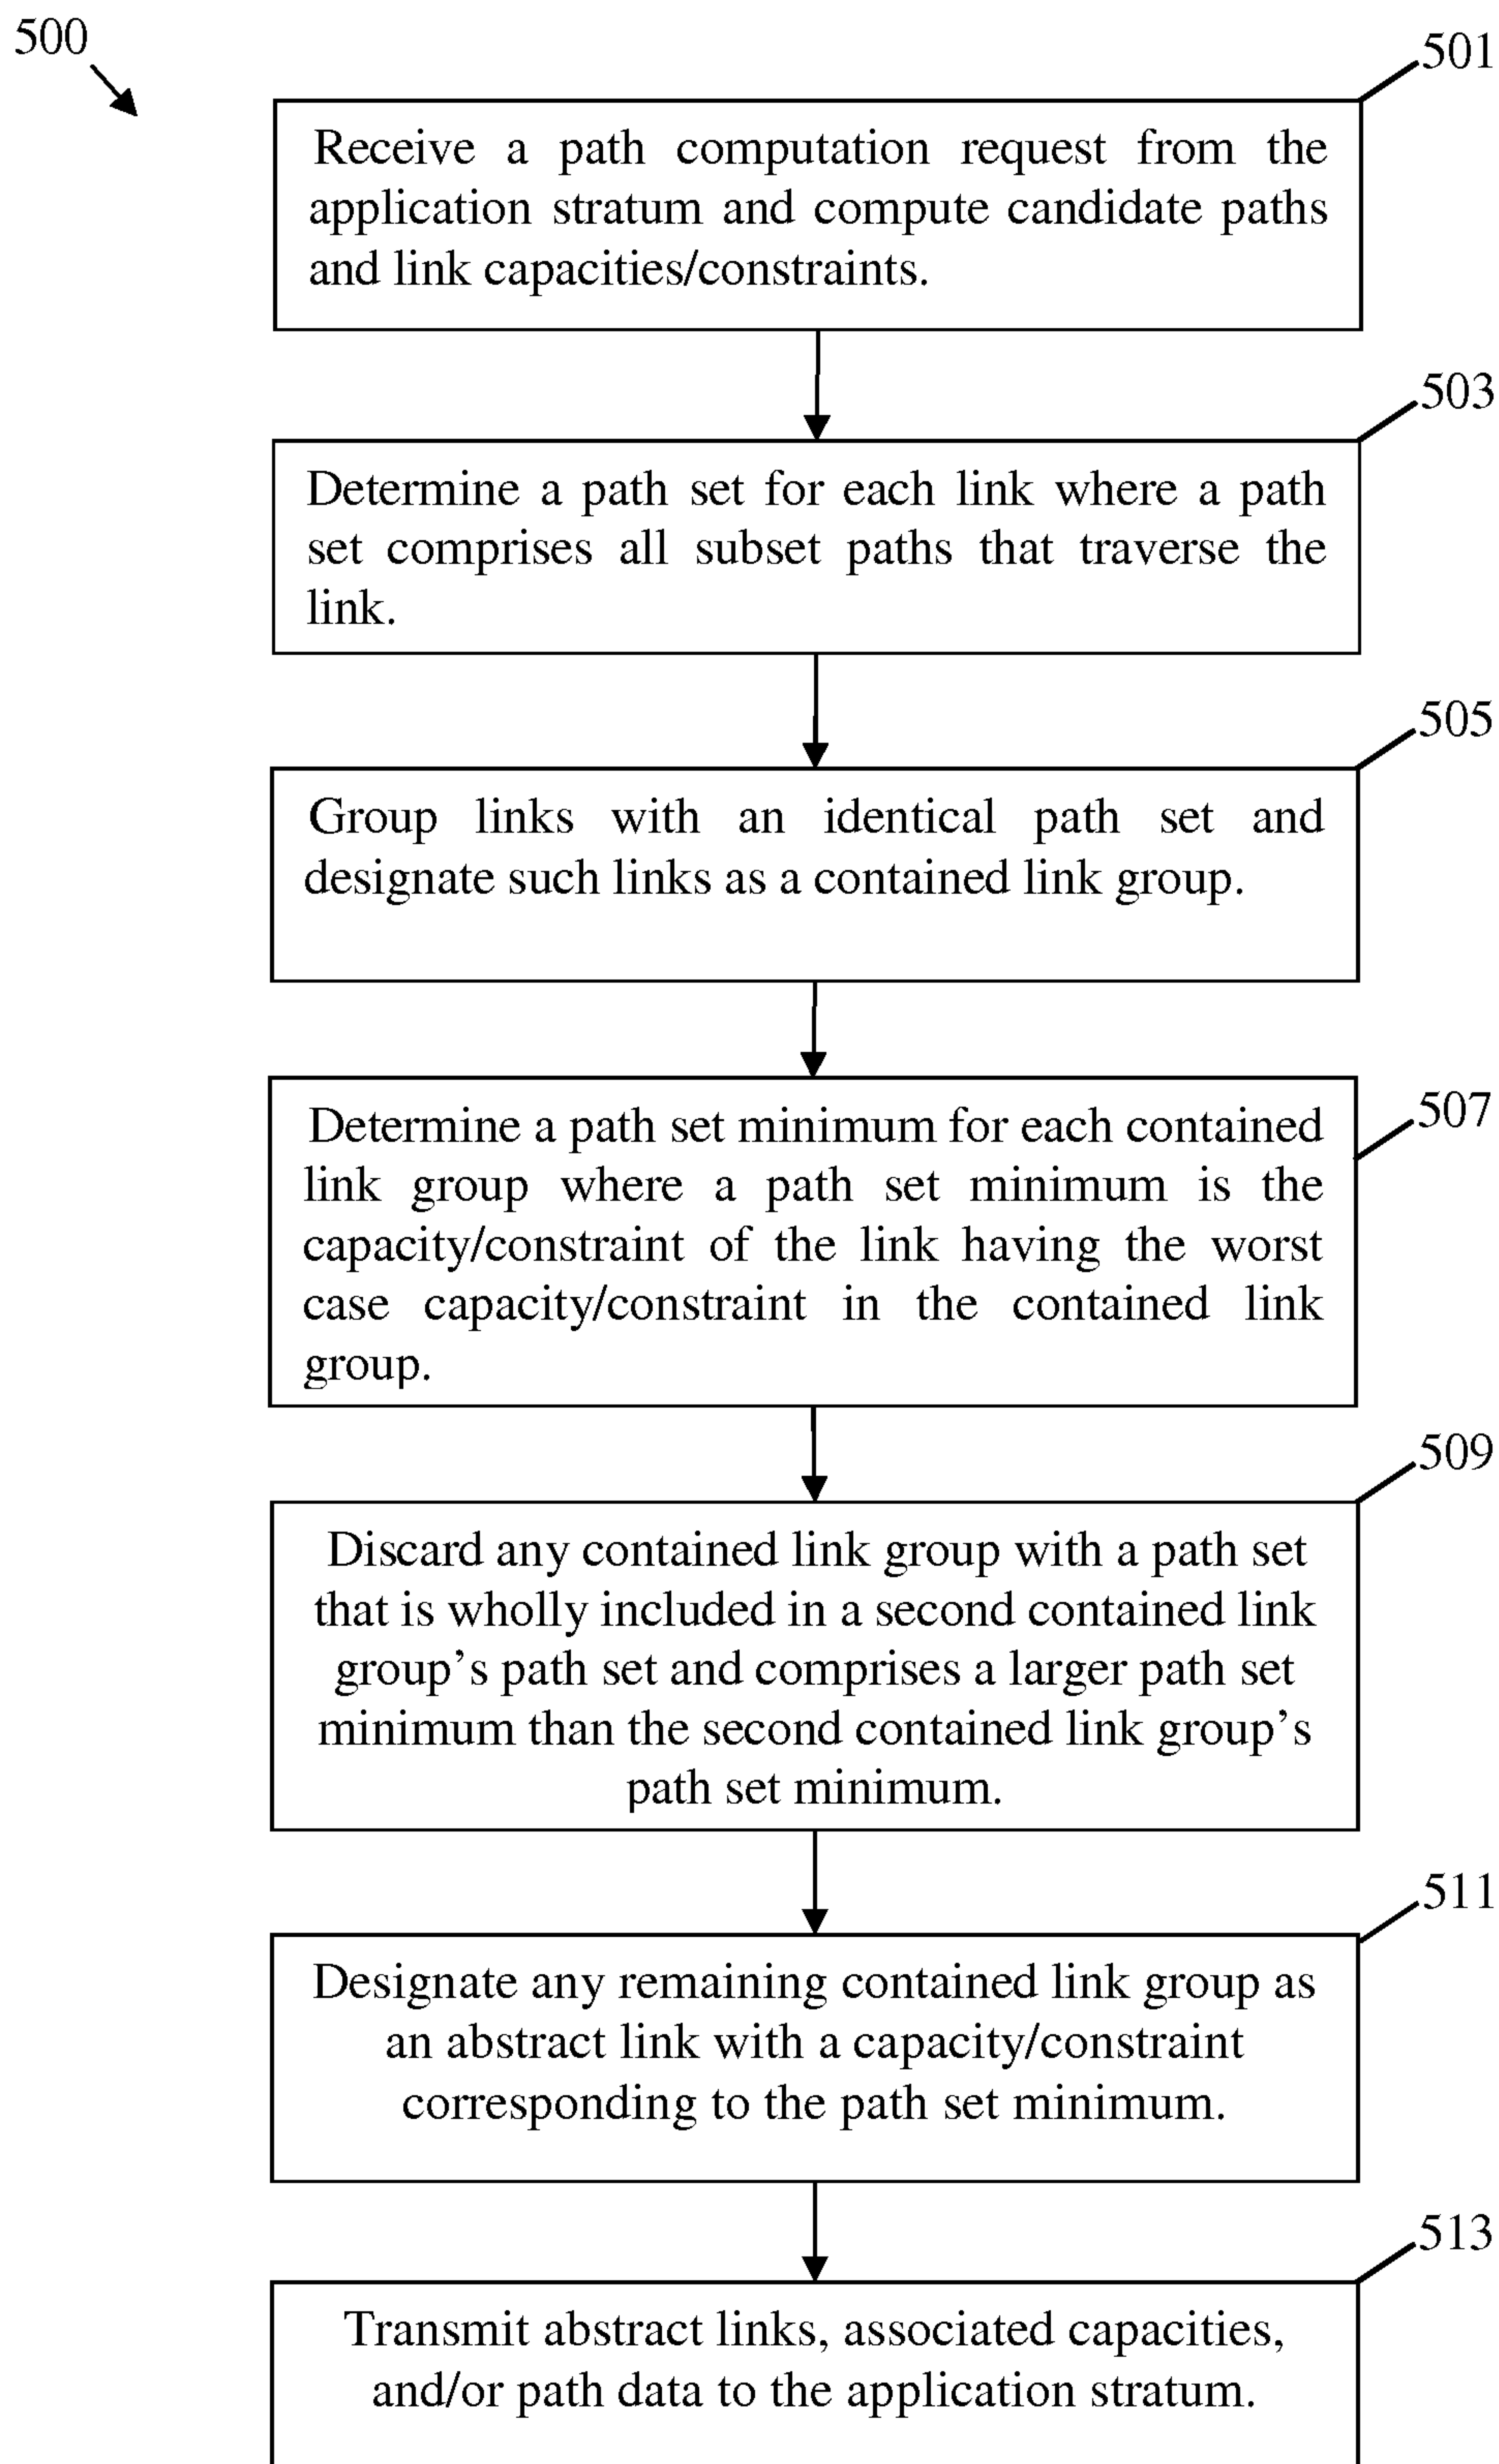 500
501
Receive a path computation request from the
application stratum and compute candidate paths
and link capacities/constraints.
503
Determine a path set for each link where a path
set comprises all subset paths that traverse the
link.
505
Group links with an identical path set and
designate such links as a contained link group.
507
Determine a path set minimum for each contained
link group where a path set minimum is the
capacity/constraint of the link having the worst
case capacity/constraint in the contained link
group.
509
Discard any contained link group with a path set
that is wholly included in a second contained link
group’s path set and comprises a larger path set
minimum than the second contained link group’s
path set minimum.
511
Designate any remaining contained link group as
an abstract link with a capacity/constraint
corresponding to the path set minimum.
513
Transmit abstract links, associated capacities,
and/or path data to the application stratum.